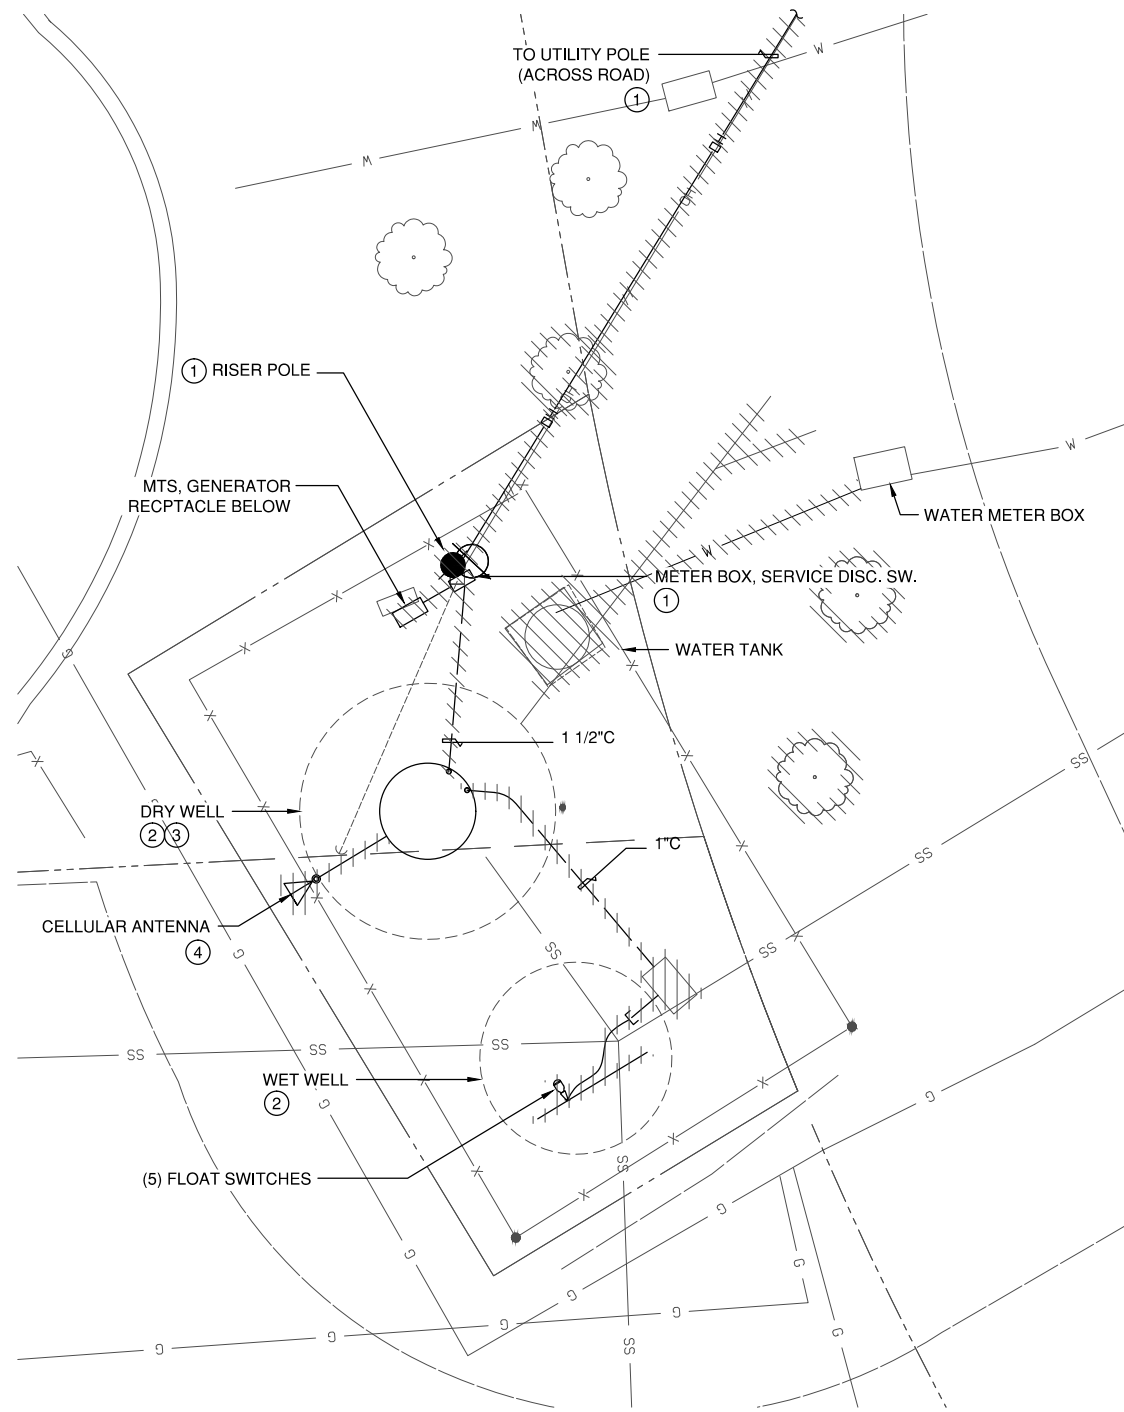 TO UTILITY POLE
(ACROSS ROAD)
1
W
W
W
1 RISER POLE
MTS, GENERATOR
RECPTACLE BELOW
W
WATER METER BOX
W
METER BOX, SERVICE DISC. SW.
1
WATER TANK
G
X
X
X
X
X
X
X
X
1 1/2"C
X
SS
DRY WELL
2 3
X
1"C
X
SS
CELLULAR ANTENNA
4
X
G
SS
SS
X
X
SS
SS
SS
WET WELL
2
G
X
X
G
X
SS
(5) FLOAT SWITCHES
X
X
G
G
G
G
G
G
G
G
G
SS